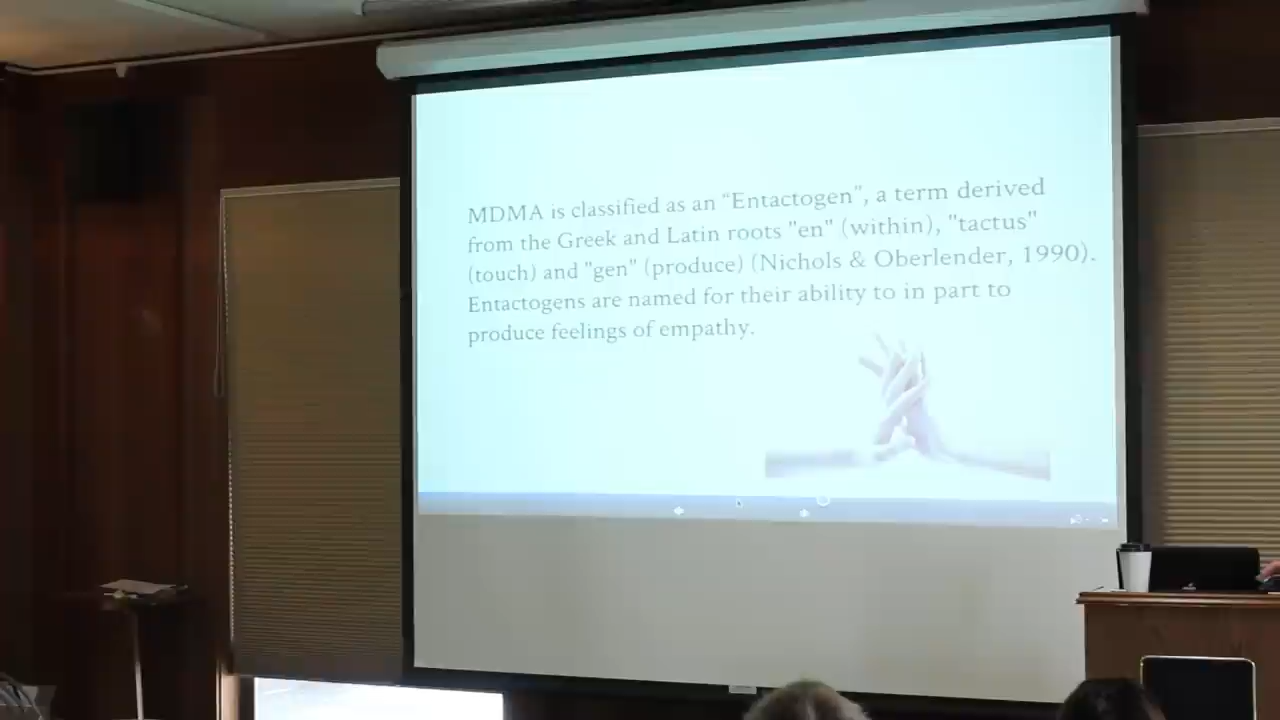 MDMA is classified as an "Entactogen", a term derived
from the Greek and Latin roots "en" (within), "tactus"
(touch) and "gen" (produce) (Nichols & Oberlender, 1990).
Entactogens are named for their ability to in part to
produce feelings of empathy.